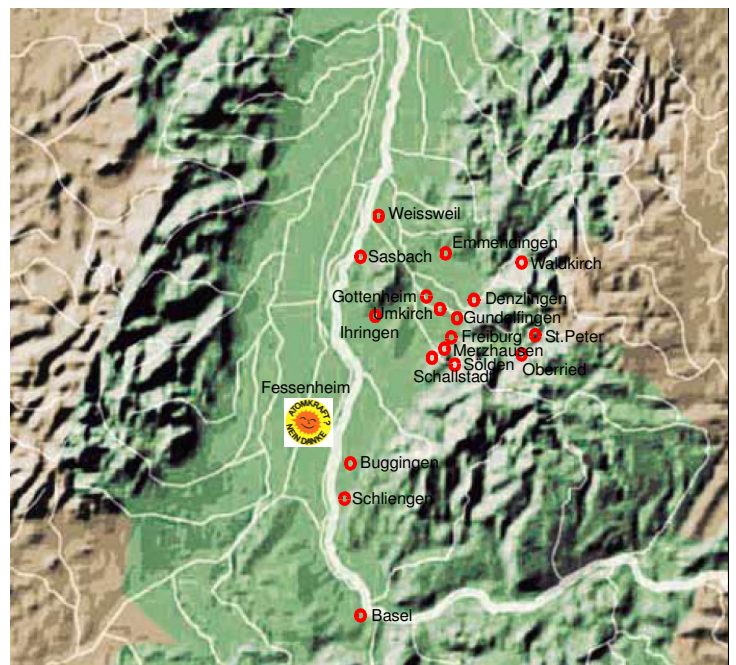 Weissweil
Emmendingen
Sasbach
Waldkirch
Gottenheim
Denzlingen
Umkirch
Gundelfingen
Ihringen
Freiburg
St.Peter
Merzhausen
Sölden
Oberried
Schallstadt
Fessenheim
ATOMKRAFT?
NEIN DANKE
Buggingen
Schliengen
Basel